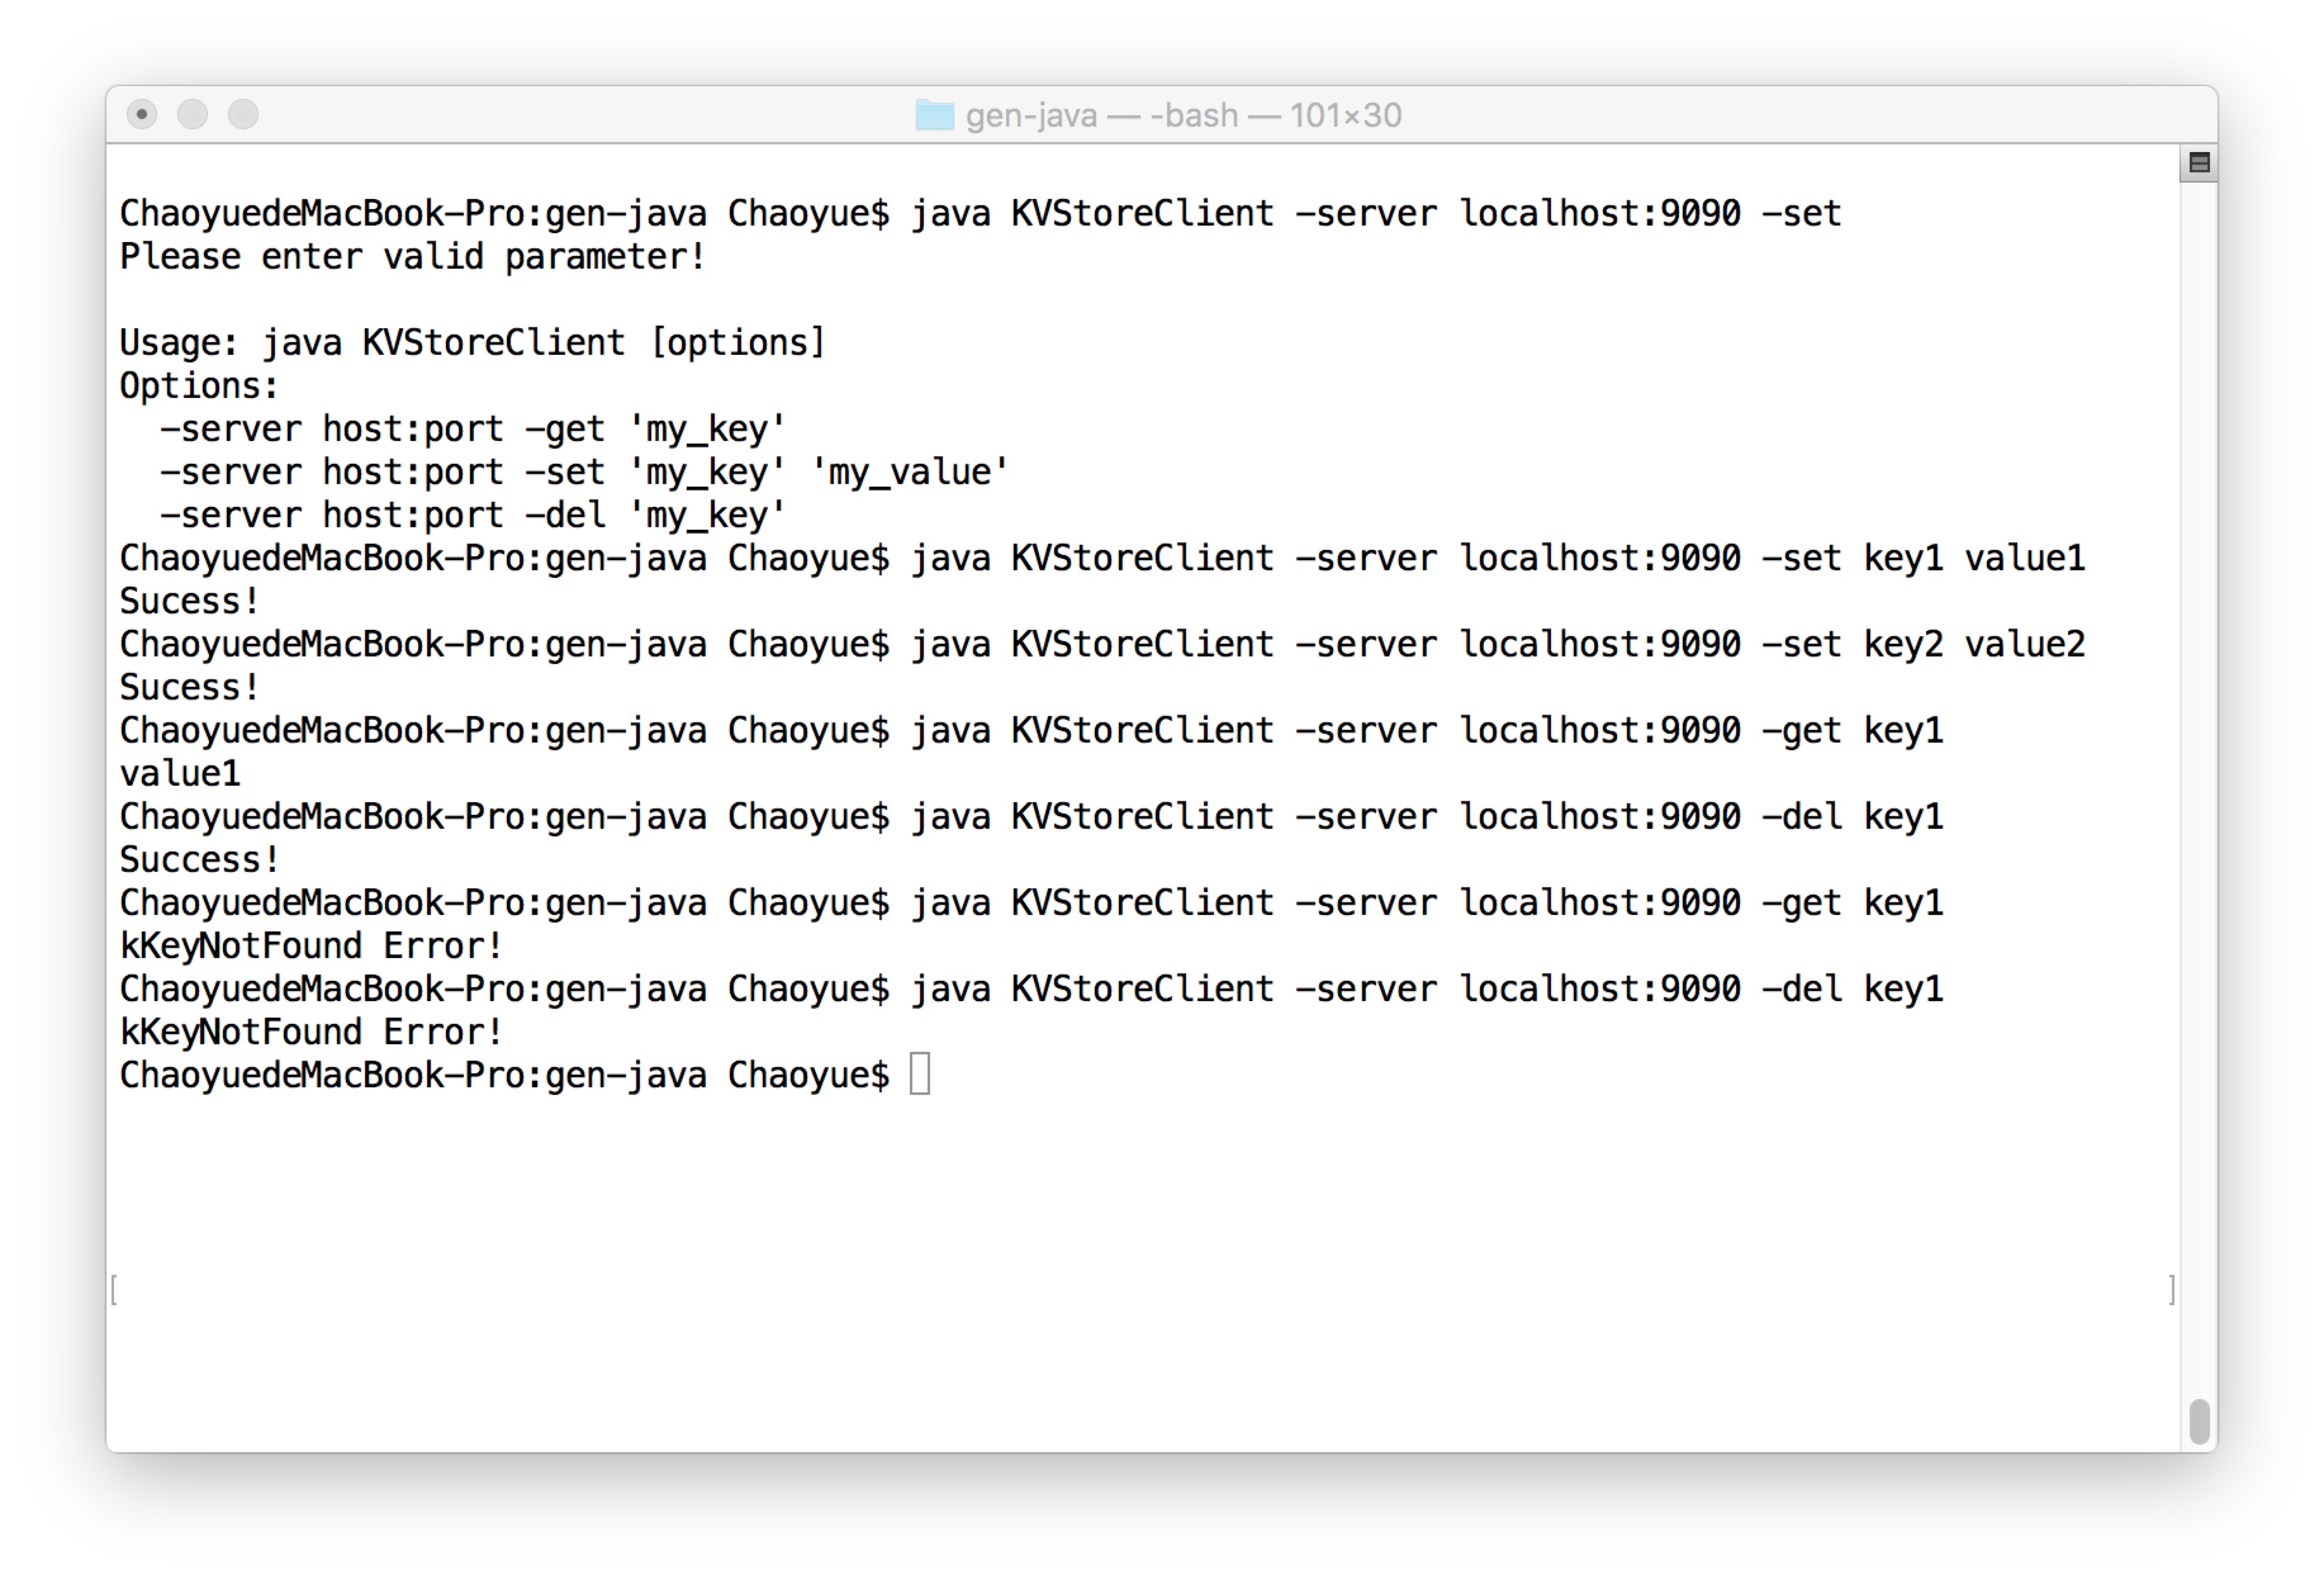 gen-java — -bash — 101×30
ChaoyuedeMacBook-Pro:gen-java Chaoyue$ java KVStoreClient -server localhost:9090 -set
Please enter valid parameter!
Usage: java KVStoreClient [options]
Options:
  -server host:port -get 'my_key'
  -server host:port -set 'my_key' 'my_value'
  -server host:port -del 'my_key'
ChaoyuedeMacBook-Pro:gen-java Chaoyue$ java KVStoreClient -server localhost:9090 -set key1 value1
Sucess!
ChaoyuedeMacBook-Pro:gen-java Chaoyue$ java KVStoreClient -server localhost:9090 -set key2 value2
Sucess!
ChaoyuedeMacBook-Pro:gen-java Chaoyue$ java KVStoreClient -server localhost:9090 -get key1
value1
ChaoyuedeMacBook-Pro:gen-java Chaoyue$ java KVStoreClient -server localhost:9090 -del key1
Success!
ChaoyuedeMacBook-Pro:gen-java Chaoyue$ java KVStoreClient -server localhost:9090 -get key1
kKeyNotFound Error!
ChaoyuedeMacBook-Pro:gen-java Chaoyue$ java KVStoreClient -server localhost:9090 -del key1
kKeyNotFound Error!
ChaoyuedeMacBook-Pro:gen-java Chaoyue$
[ ]